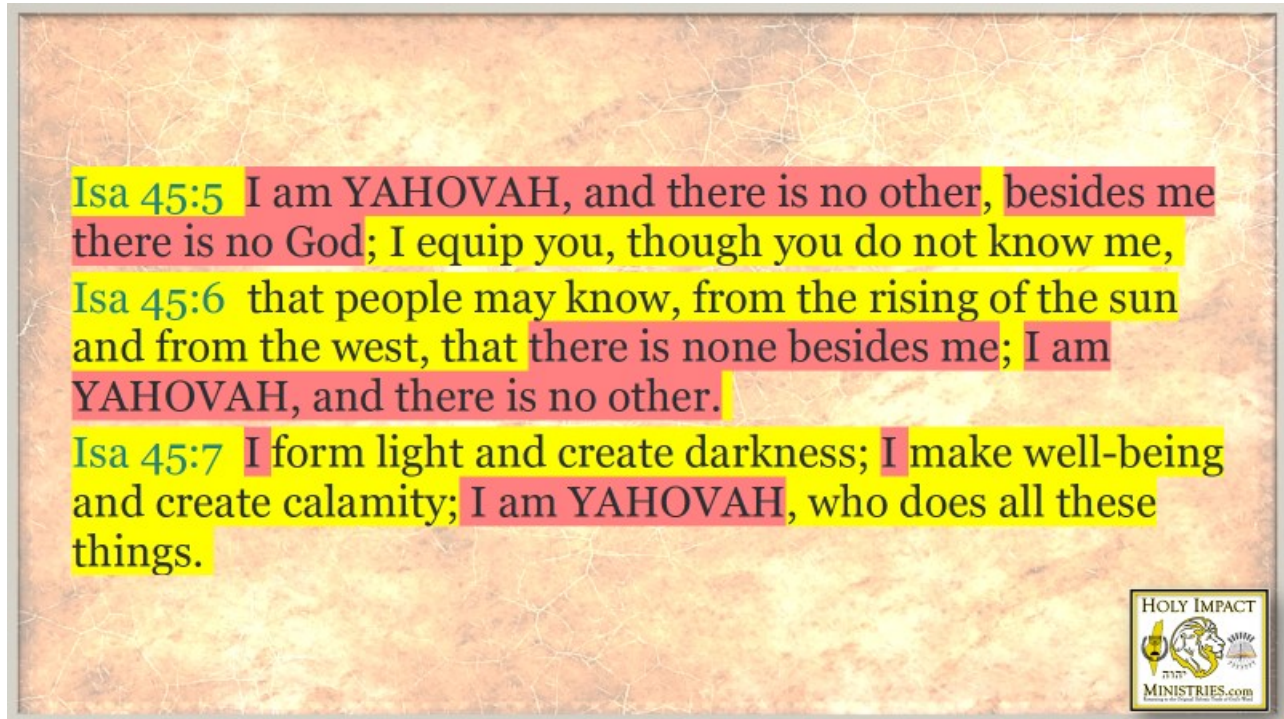 Isa 45:5 I am YAHOVAH, and there is no other, besides me
there is no God; I equip you, though you do not know me,
Isa 45:6 that people may know, from the rising of the sun
and from the west, that there is none besides me; I am
YAHOVAH, and there is no other.
Isa 45:7 I form light and create darkness; I make well-being
and create calamity; I am YAHOVAH, who does all these
things.
HOLY IMPACT
יהוה
MINISTRIES.com